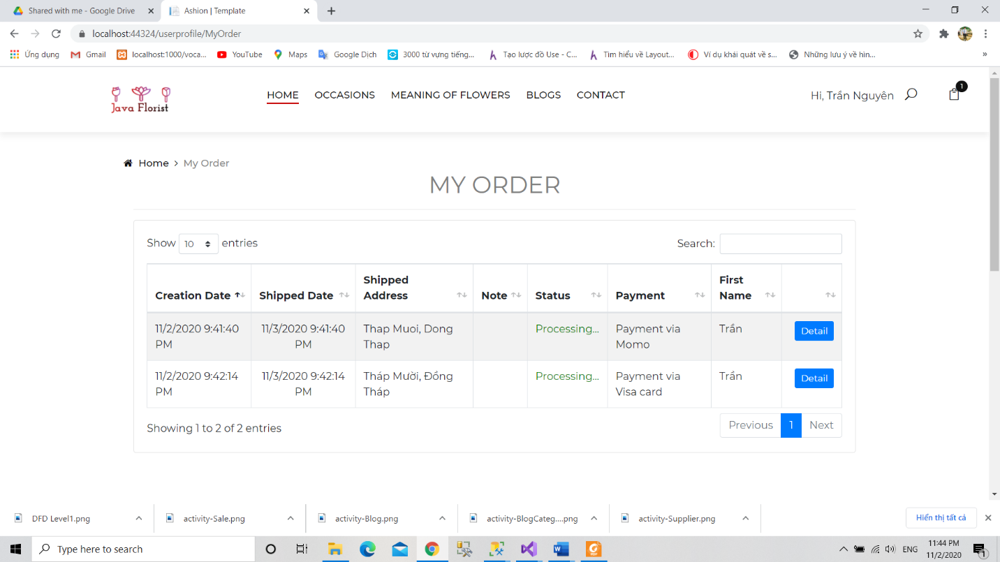 Shared with me - Google Drive
Ashion | Template
localhost:44324/userprofile/MyOrder
Ứng dụng
Gmail
localhost:1000/voca...
YouTube
Maps
Google Dịch
3000 từ vựng tiếng...
Tạo lược đồ Use - C...
Tìm hiểu về Layout...
Ví dụ khái quát về s...
Những lưu ý về hìn...
Java Florist
HOME
OCCASIONS
MEANING OF FLOWERS
BLOGS
CONTACT
Hi, Trần Nguyên
1
Home > My Order
MY ORDER
Show 10 entries
Search:
Creation Date
Shipped Date
Shipped Address
Note
Status
Payment
First Name
11/2/2020 9:41:40 PM
11/3/2020 9:41:40 PM
Thap Muoi, Dong Thap
Processing...
Payment via Momo
Trần
Detail
11/2/2020 9:42:14 PM
11/3/2020 9:42:14 PM
Tháp Mười, Đồng Tháp
Processing...
Payment via Visa card
Trần
Detail
Showing 1 to 2 of 2 entries
Previous 1 Next
DFD Level1.png
activity-Sale.png
activity-Blog.png
activity-BlogCateg....png
activity-Supplier.png
Hiển thị tất cả
Type here to search
ENG
11:44 PM
11/2/2020
1